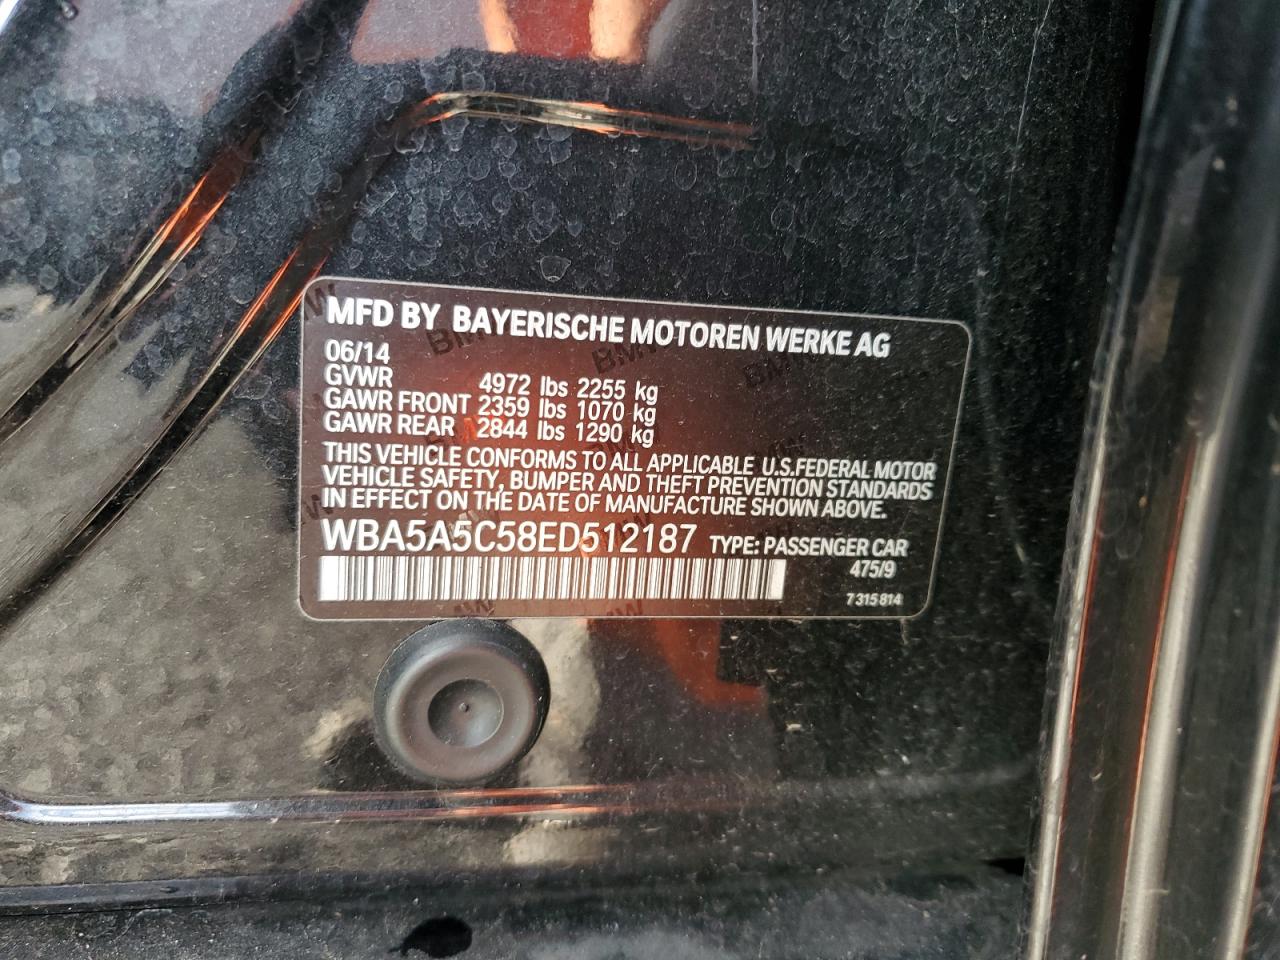 MFD BY BAYERISCHE MOTOREN WERKE AG
06/14
GVWR 4972 lbs 2255 kg
GAWR FRONT 2359 lbs 1070 kg
GAWR REAR 2844 lbs 1290 kg
THIS VEHICLE CONFORMS TO ALL APPLICABLE U.S.FEDERAL MOTOR
VEHICLE SAFETY, BUMPER AND THEFT PREVENTION STANDARDS
IN EFFECT ON THE DATE OF MANUFACTURE SHOWN ABOVE.
WBA5A5C58ED512187 TYPE: PASSENGER CAR
475/9
7 315 814